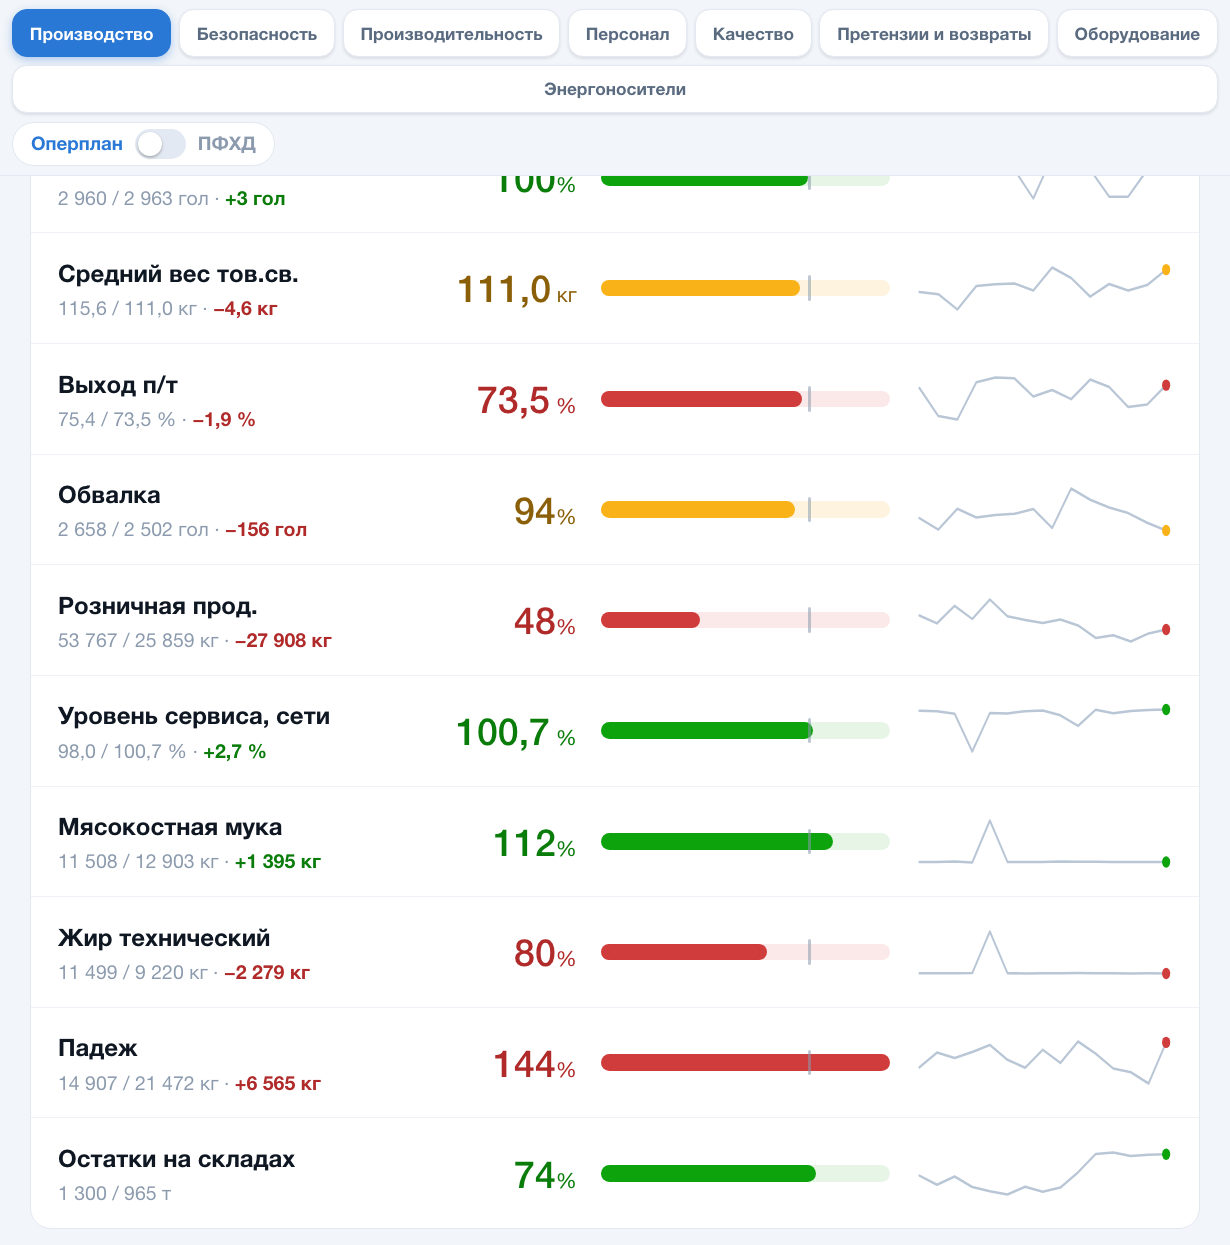 Производство
Безопасность
Производительность
Персонал
Качество
Претензии и возвраты
Оборудование
Энергоносители
Оперплан
ПФХД
100%
2 960 / 2 963 гол · +3 гол
Средний вес тов.св.
111,0 кг
115,6 / 111,0 кг · −4,6 кг
Выход п/т
73,5 %
75,4 / 73,5 % · −1,9 %
Обвалка
94%
2 658 / 2 502 гол · −156 гол
Розничная прод.
48%
53 767 / 25 859 кг · −27 908 кг
Уровень сервиса, сети
100,7 %
98,0 / 100,7 % · +2,7 %
Мясокостная мука
112%
11 508 / 12 903 кг · +1 395 кг
Жир технический
80%
11 499 / 9 220 кг · −2 279 кг
Падеж
144%
14 907 / 21 472 кг · +6 565 кг
Остатки на складах
74%
1 300 / 965 т